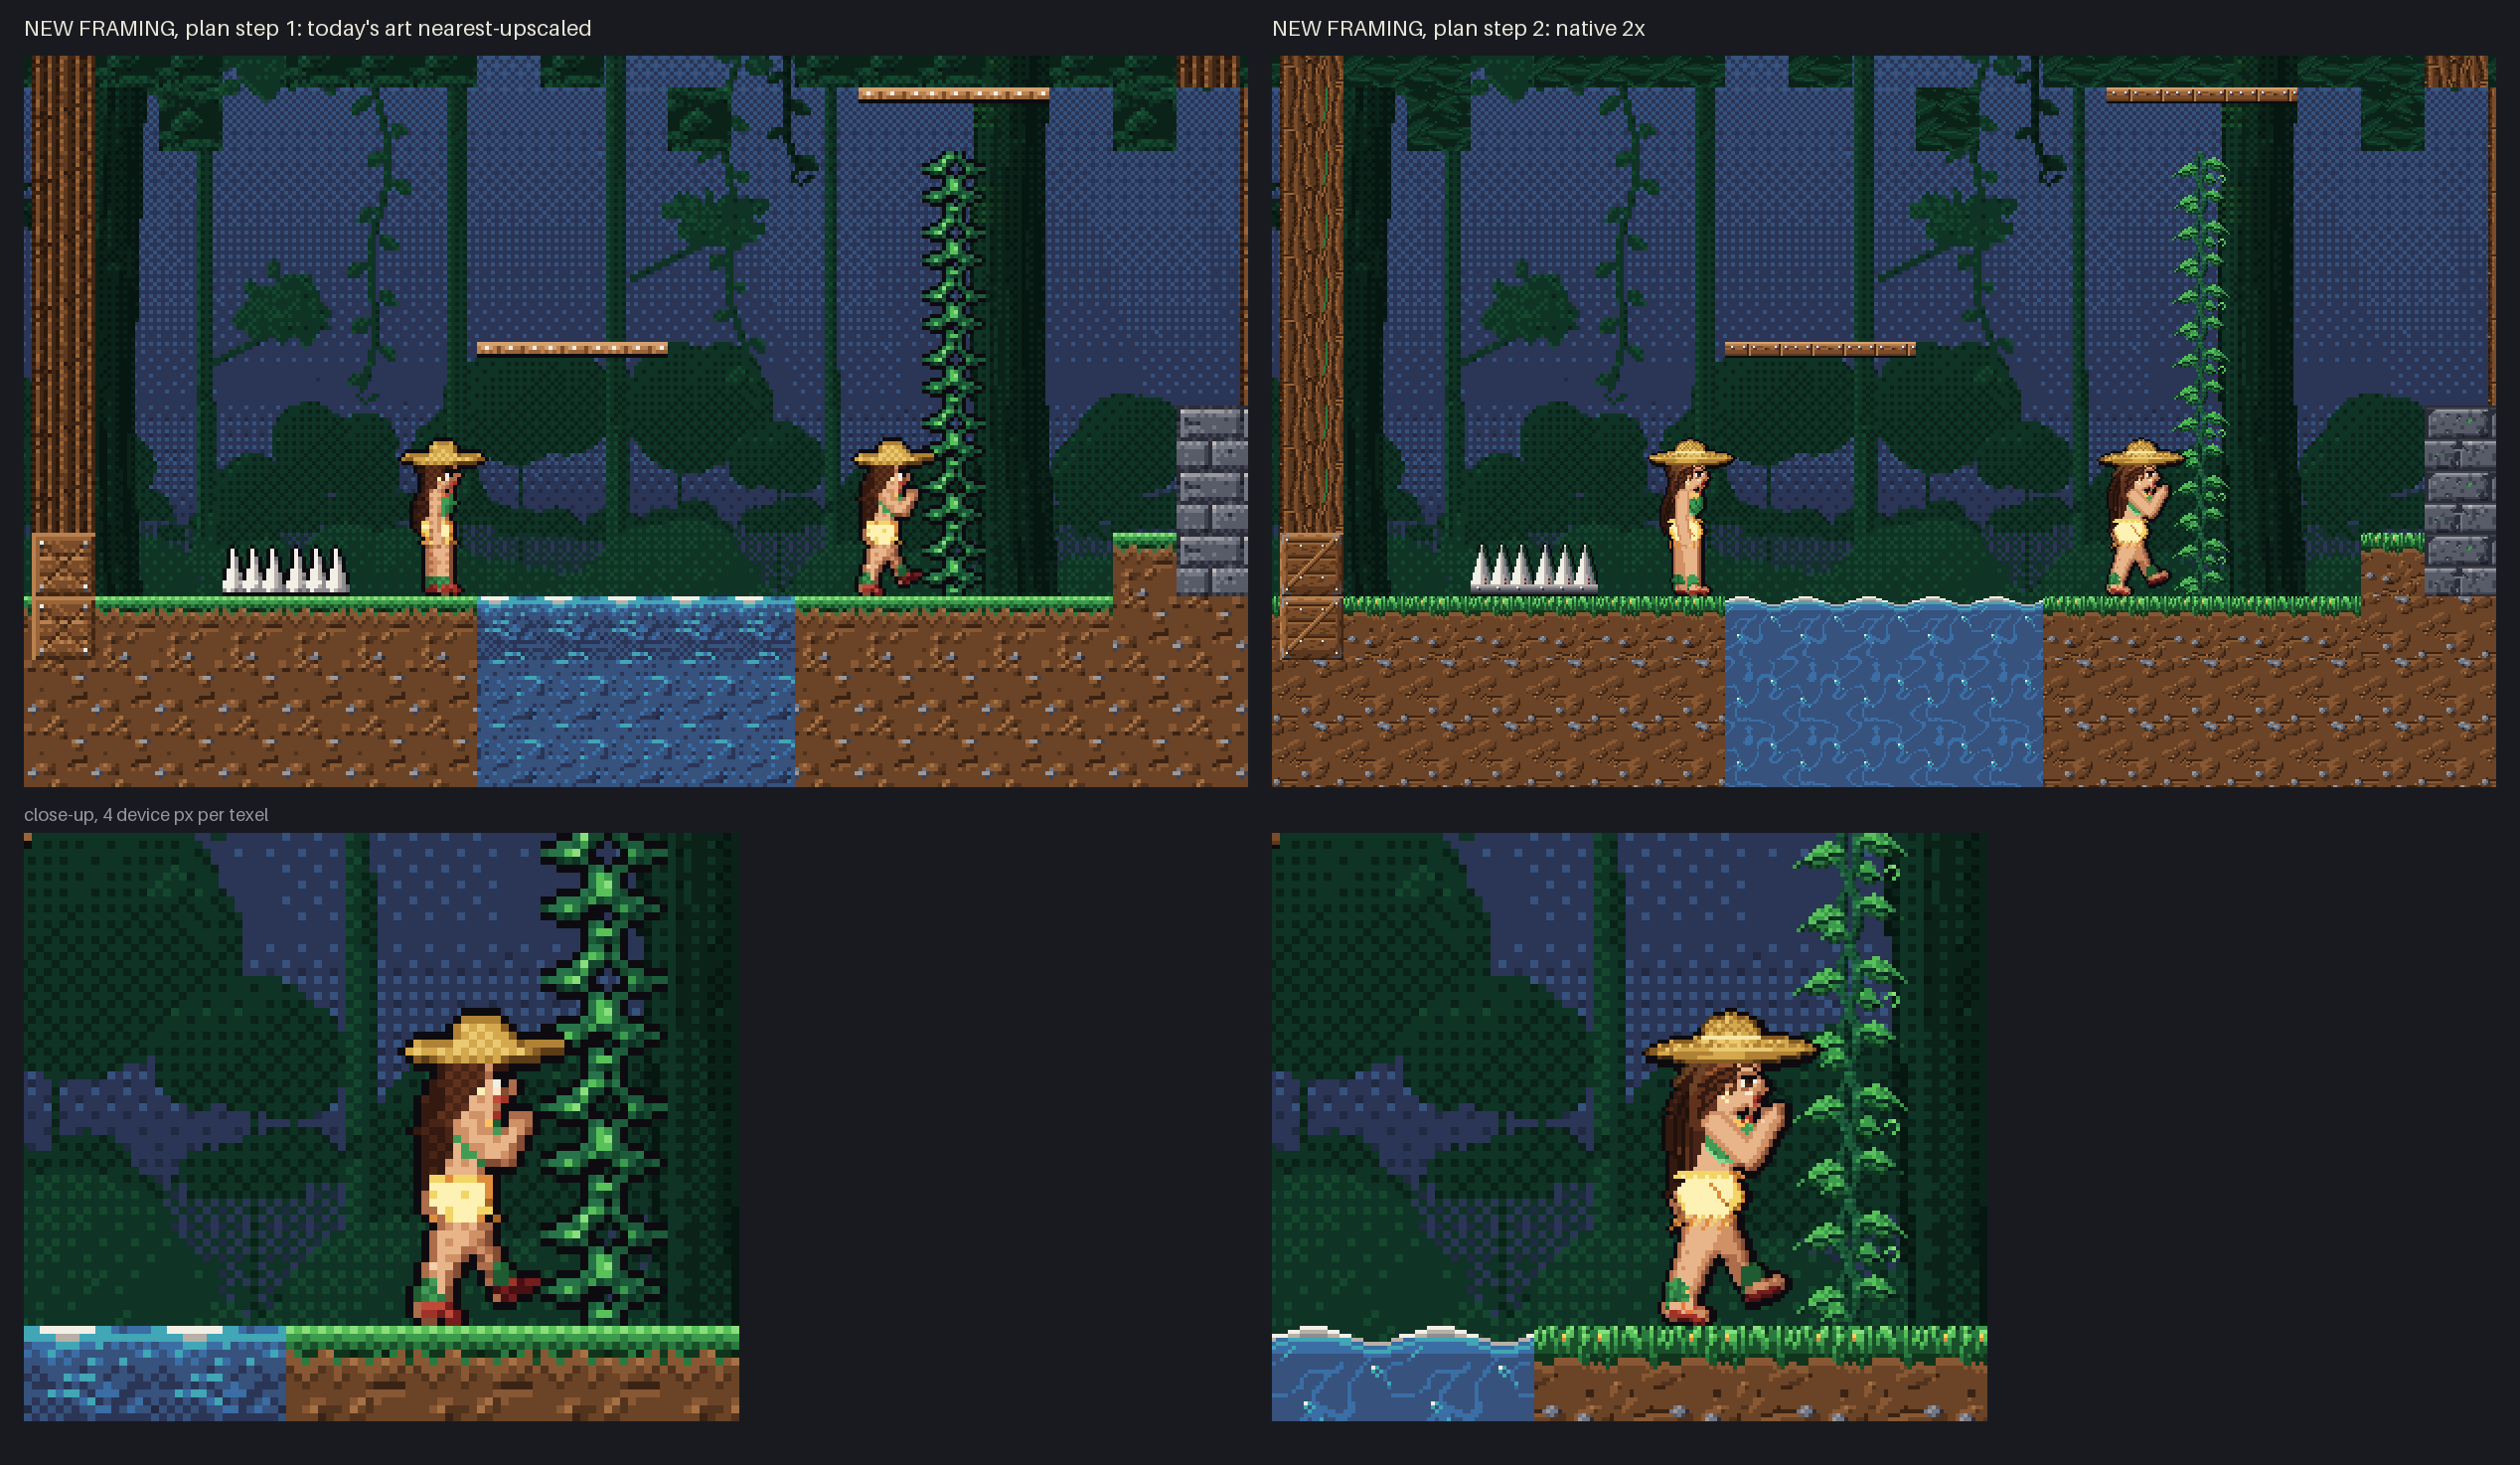 NEW FRAMING, plan step 1: today's art nearest-upscaled
NEW FRAMING, plan step 2: native 2x
close-up, 4 device px per texel